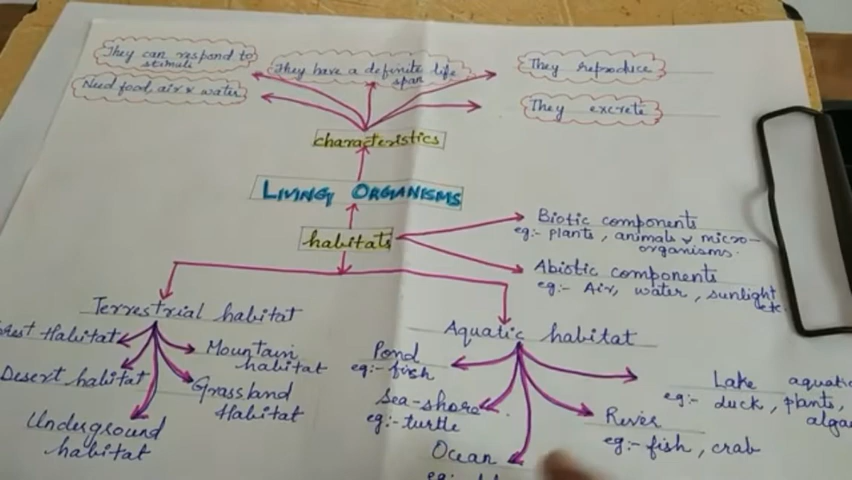 They can respond to
stimuli
Need food, air & water
They have a definite life
span
They reproduce
They excrete
characteristics
LIVING ORGANISMS
habitats
Biotic components
eg:- plants, animals & micro-
organisms.
Abiotic components
eg:- Air, water, sunlight
etc.
Terrestrial habitat
Habitat
Mountain
habitat
Desert habitat
Grassland
Habitat
Underground
habitat
Aquatic habitat
Pond
eg:- fish
Sea-shore
eg:- turtle
Ocean
River
eg:- fish, crab
Lake
eg:- duck, plants,